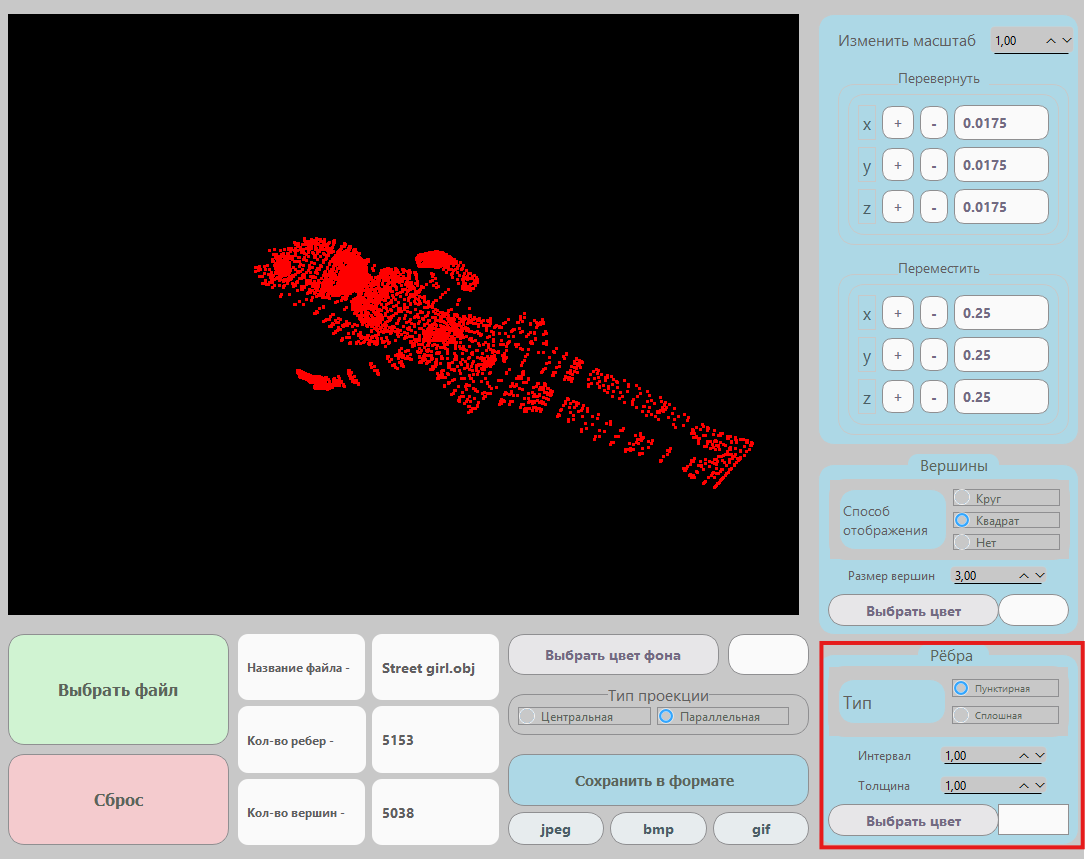 Изменить масштаб 1,00
Перевернуть
x + - 0.0175
y + - 0.0175
z + - 0.0175
Переместить
x + - 0.25
y + - 0.25
z + - 0.25
Вершины
Способ
отображения
Круг
Квадрат
Нет
Размер вершин 3,00
Выбрать цвет
Рёбра
Тип
Пунктирная
Сплошная
Интервал 1,00
Толщина 1,00
Выбрать цвет
Выбрать файл
Сброс
Название файла - Street girl.obj
Кол-во ребер - 5153
Кол-во вершин - 5038
Выбрать цвет фона
Тип проекции
Центральная Параллельная
Сохранить в формате
jpeg bmp gif